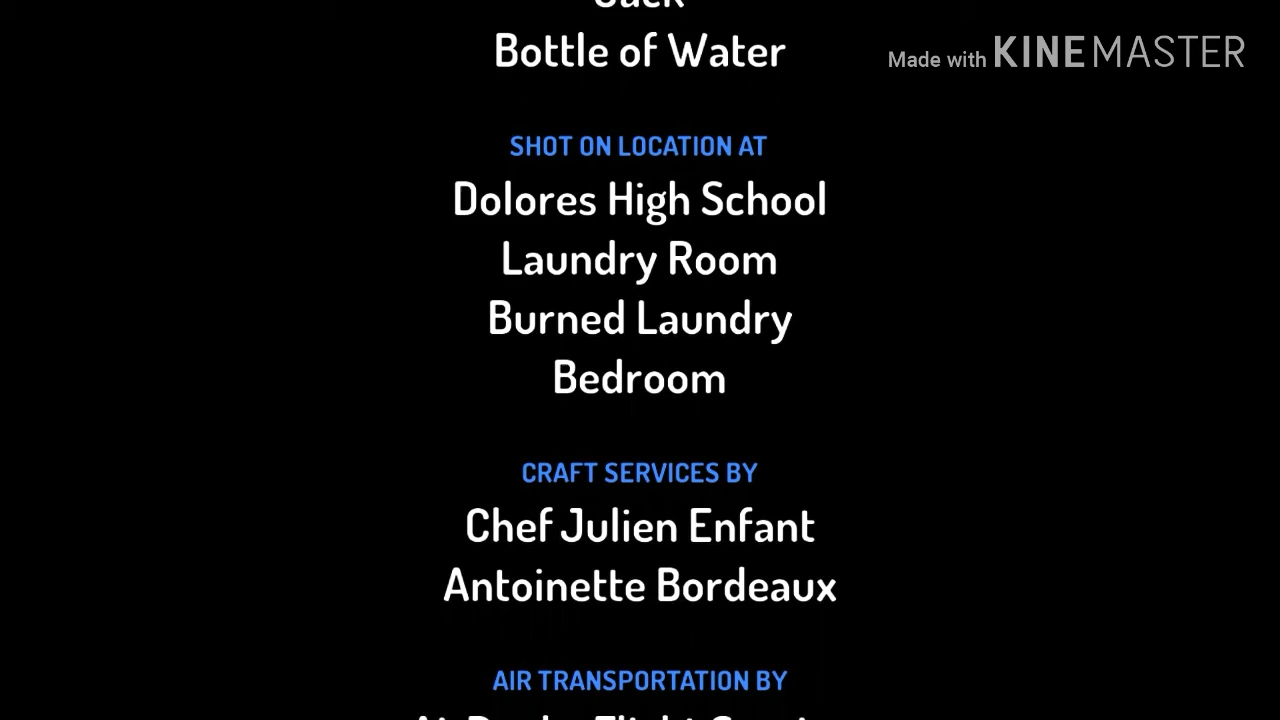 Bottle of Water
Made with KINEMASTER
SHOT ON LOCATION AT
Dolores High School
Laundry Room
Burned Laundry
Bedroom
CRAFT SERVICES BY
Chef Julien Enfant
Antoinette Bordeaux
AIR TRANSPORTATION BY